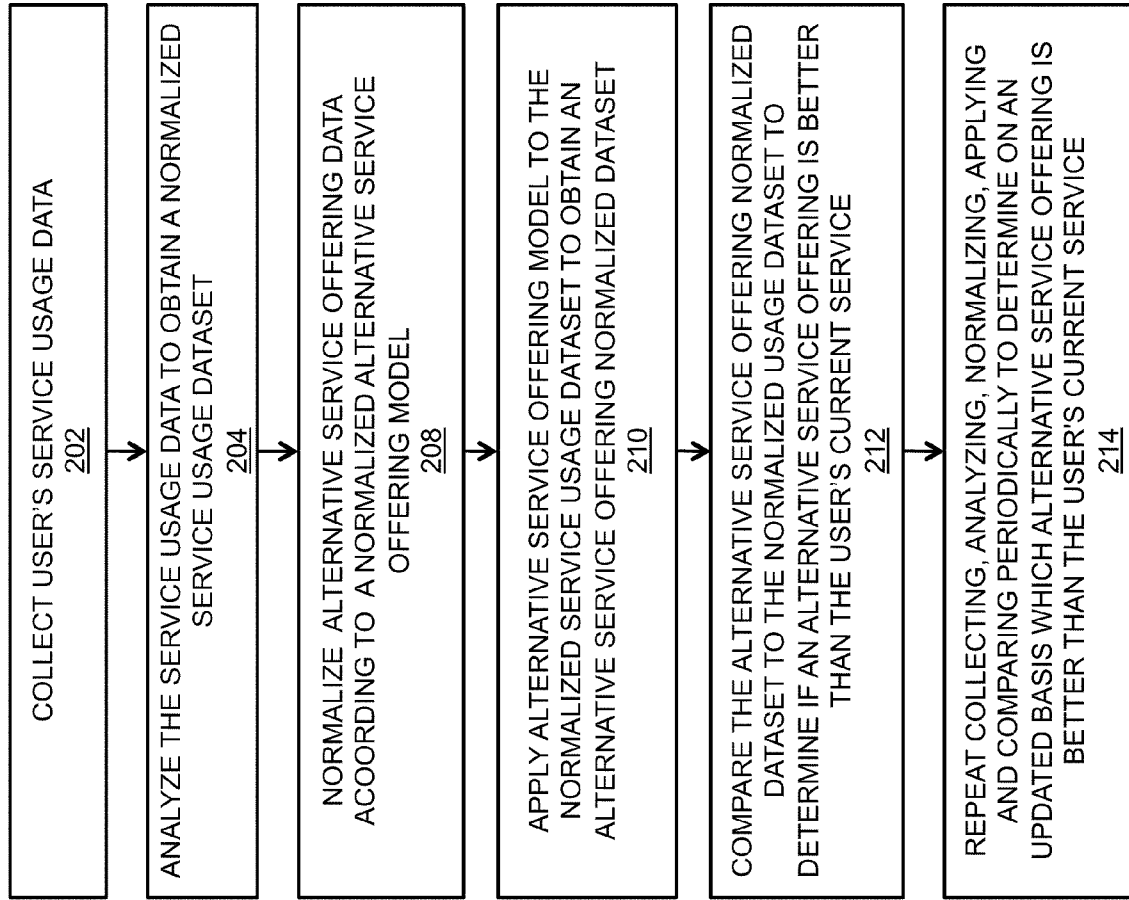 COLLECT USER'S SERVICE USAGE DATA
202
ANALYZE THE SERVICE USAGE DATA TO OBTAIN A NORMALIZED
SERVICE USAGE DATASET
204
NORMALIZE ALTERNATIVE SERVICE OFFERING DATA
ACOORDING TO A NORMALIZED ALTERNATIVE SERVICE
OFFERING MODEL
208
APPLY ALTERNATIVE SERVICE OFFERING MODEL TO THE
NORMALIZED SERVICE USAGE DATASET TO OBTAIN AN
ALTERNATIVE SERVICE OFFERING NORMALIZED DATASET
210
COMPARE THE ALTERNATIVE SERVICE OFFERING NORMALIZED
DATASET TO THE NORMALIZED USAGE DATASET TO
DETERMINE IF AN ALTERNATIVE SERVICE OFFERING IS BETTER
THAN THE USER'S CURRENT SERVICE
212
REPEAT COLLECTING, ANALYZING, NORMALIZING, APPLYING
AND COMPARING PERIODICALLY TO DETERMINE ON AN
UPDATED BASIS WHICH ALTERNATIVE SERVICE OFFERING IS
BETTER THAN THE USER'S CURRENT SERVICE
214